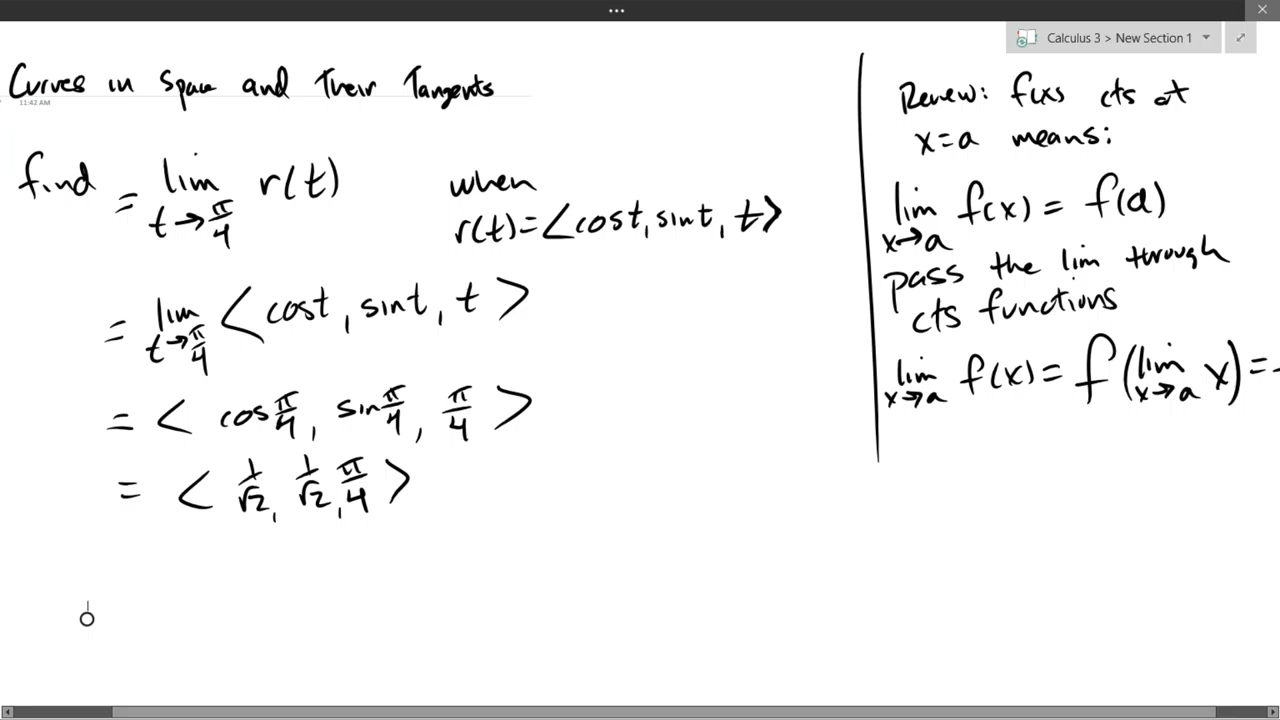 Calculus 3 > New Section 1
Curves in Space and Their Tangents
11:42 AM
find = lim t→π/4 r(t) when
r(t)=<cost, sint, t>
= lim t→π/4 <cost, sint, t>
= < cos π/4, sin π/4, π/4 >
= < 1/√2, 1/√2, π/4 >
f(x) cts at
x=a means:
lim x→a f(x) = f(a)
pass the lim through
cts functions
lim x→a f(x) = f(lim x→a x) =